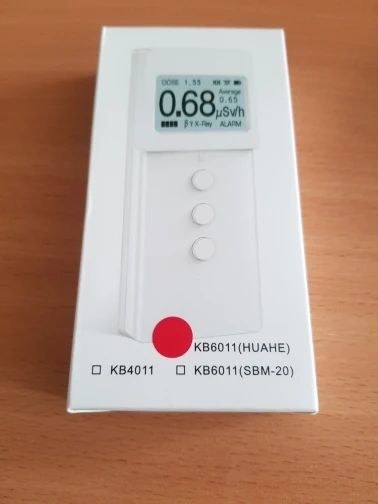 DOSE 1.55
Average
0.68 0.65
μSv/h
βγX-Ray ALARM
KB6011(HUAHE)
□ KB4011 □ KB6011(SBM-20)